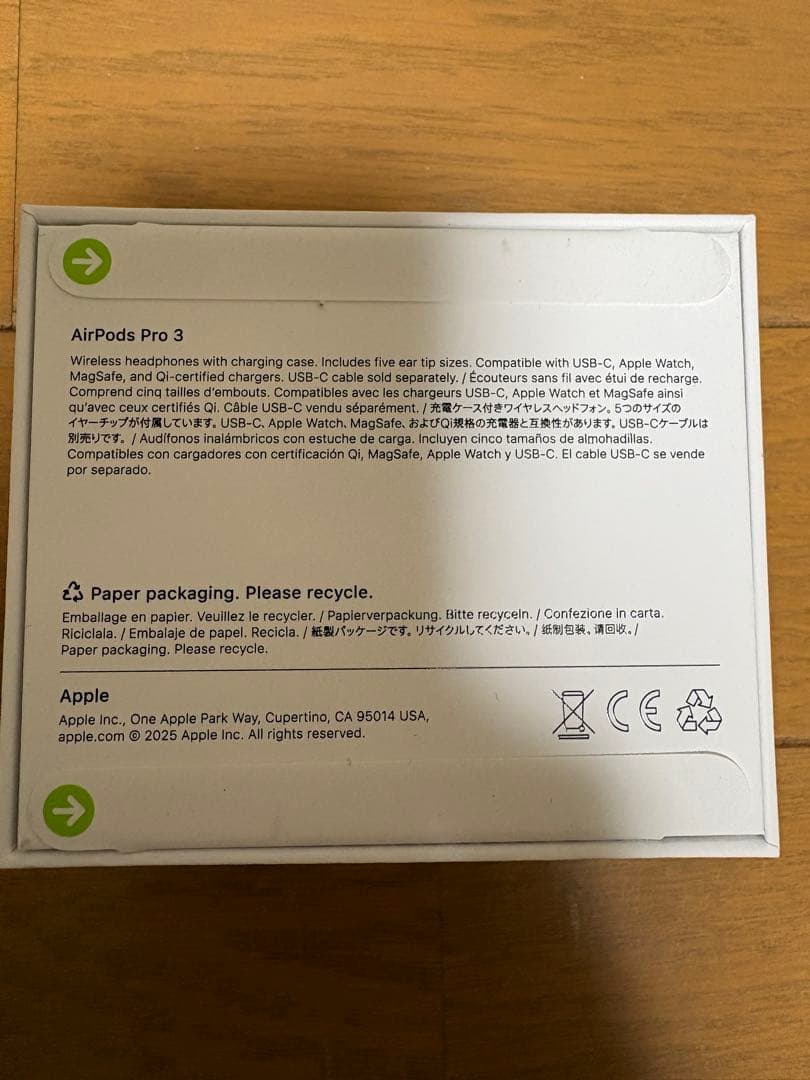 AirPods Pro 3
Wireless headphones with charging case. Includes five ear tip sizes. Compatible with USB-C, Apple Watch,
MagSafe, and Qi-certified chargers. USB-C cable sold separately. / Écouteurs sans fil avec étui de recharge.
Comprend cinq tailles d'embouts. Compatibles avec les chargeurs USB-C, Apple Watch et MagSafe ainsi
qu'avec ceux certifiés Qi. Câble USB-C vendu séparément. / 充電ケース付きワイヤレスヘッドフォン。5つのサイズの
イヤーチップが付属しています。USB-C、Apple Watch、MagSafe、およびQi規格の充電器と互換性があります。USB-Cケーブルは
別売りです。 / Audífonos inalámbricos con estuche de carga. Incluyen cinco tamaños de almohadillas.
Compatibles con cargadores con certificación Qi, MagSafe, Apple Watch y USB-C. El cable USB-C se vende
por separado.
Paper packaging. Please recycle.
Emballage en papier. Veuillez le recycler. / Papierverpackung. Bitte recyceln. / Confezione in carta.
Riciclala. / Embalaje de papel. Recicla. / 紙製パッケージです。リサイクルしてください。/ 纸制包装、请回收。/
Paper packaging. Please recycle.
Apple
Apple Inc., One Apple Park Way, Cupertino, CA 95014 USA,
apple.com © 2025 Apple Inc. All rights reserved.
CE